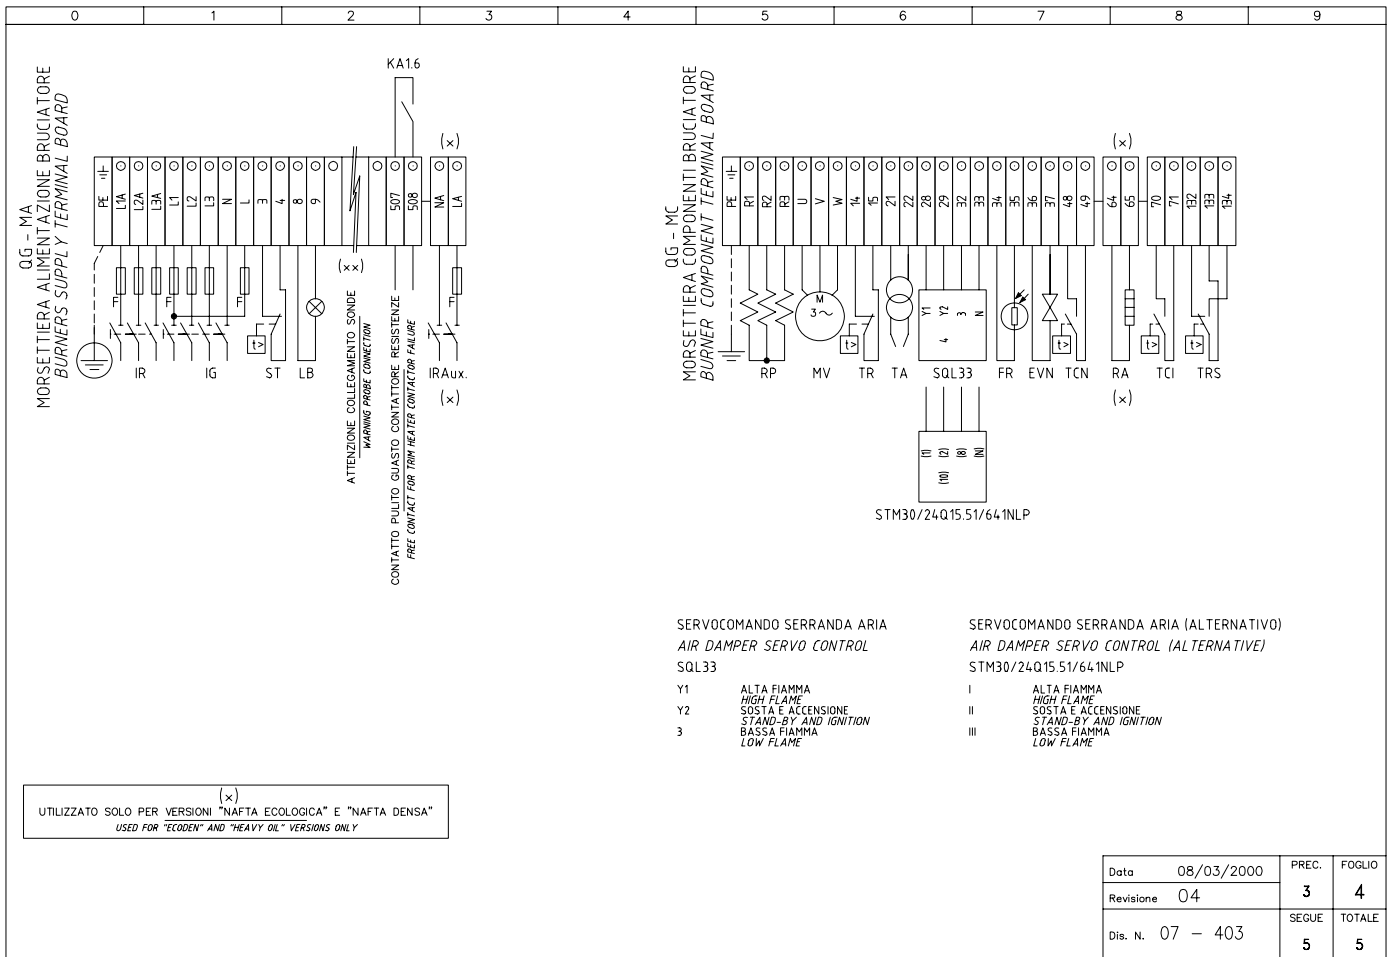 0 1 2 3 4 5 6 7 8 9
QG - MA
MORSETTIERA ALIMENTAZIONE BRUCIATORE
BURNERS SUPPLY TERMINAL BOARD
KA1.6
(x)
PE L1A L2A L3A L1 L2 L3 N L 3 4 8 9 507 508 NA LA
(xx)
F F F F
t>
IR IG ST LB IRAux.
(x)
ATTENZIONE COLLEGAMENTO SONDE
WARNING PROBE CONNECTION
CONTATTO PULITO GUASTO CONTATTORE RESISTENZE
FREE CONTACT FOR TRIM HEATER CONTACTOR FAILURE
QG - MC
MORSETTIERA COMPONENTI BRUCIATORE
BURNER COMPONENT TERMINAL BOARD
(x)
PE R1 R2 R3 U V W 14 15 21 22 28 29 32 33 34 35 36 37 48 49 64 65 70 71 132 133 134
M
3~
Y1 Y2 3 N
4
t> t> t> t>
RP MV TR TA SQL33 FR EVN TCN RA TCI TRS
(x)
(1) (2) (8) (N)
(10)
STM30/24Q15.51/641NLP
SERVOCOMANDO SERRANDA ARIA
AIR DAMPER SERVO CONTROL
SQL33
Y1 ALTA FIAMMA
HIGH FLAME
Y2 SOSTA E ACCENSIONE
STAND-BY AND IGNITION
3 BASSA FIAMMA
LOW FLAME
SERVOCOMANDO SERRANDA ARIA (ALTERNATIVO)
AIR DAMPER SERVO CONTROL (ALTERNATIVE)
STM30/24Q15.51/641NLP
I ALTA FIAMMA
HIGH FLAME
II SOSTA E ACCENSIONE
STAND-BY AND IGNITION
III BASSA FIAMMA
LOW FLAME
(x)
UTILIZZATO SOLO PER VERSIONI "NAFTA ECOLOGICA" E "NAFTA DENSA"
USED FOR "ECODEN" AND "HEAVY OIL" VERSIONS ONLY
Data 08/03/2000
Revisione 04
Dis. N. 07 - 403
PREC. FOGLIO
3 4
SEGUE TOTALE
5 5